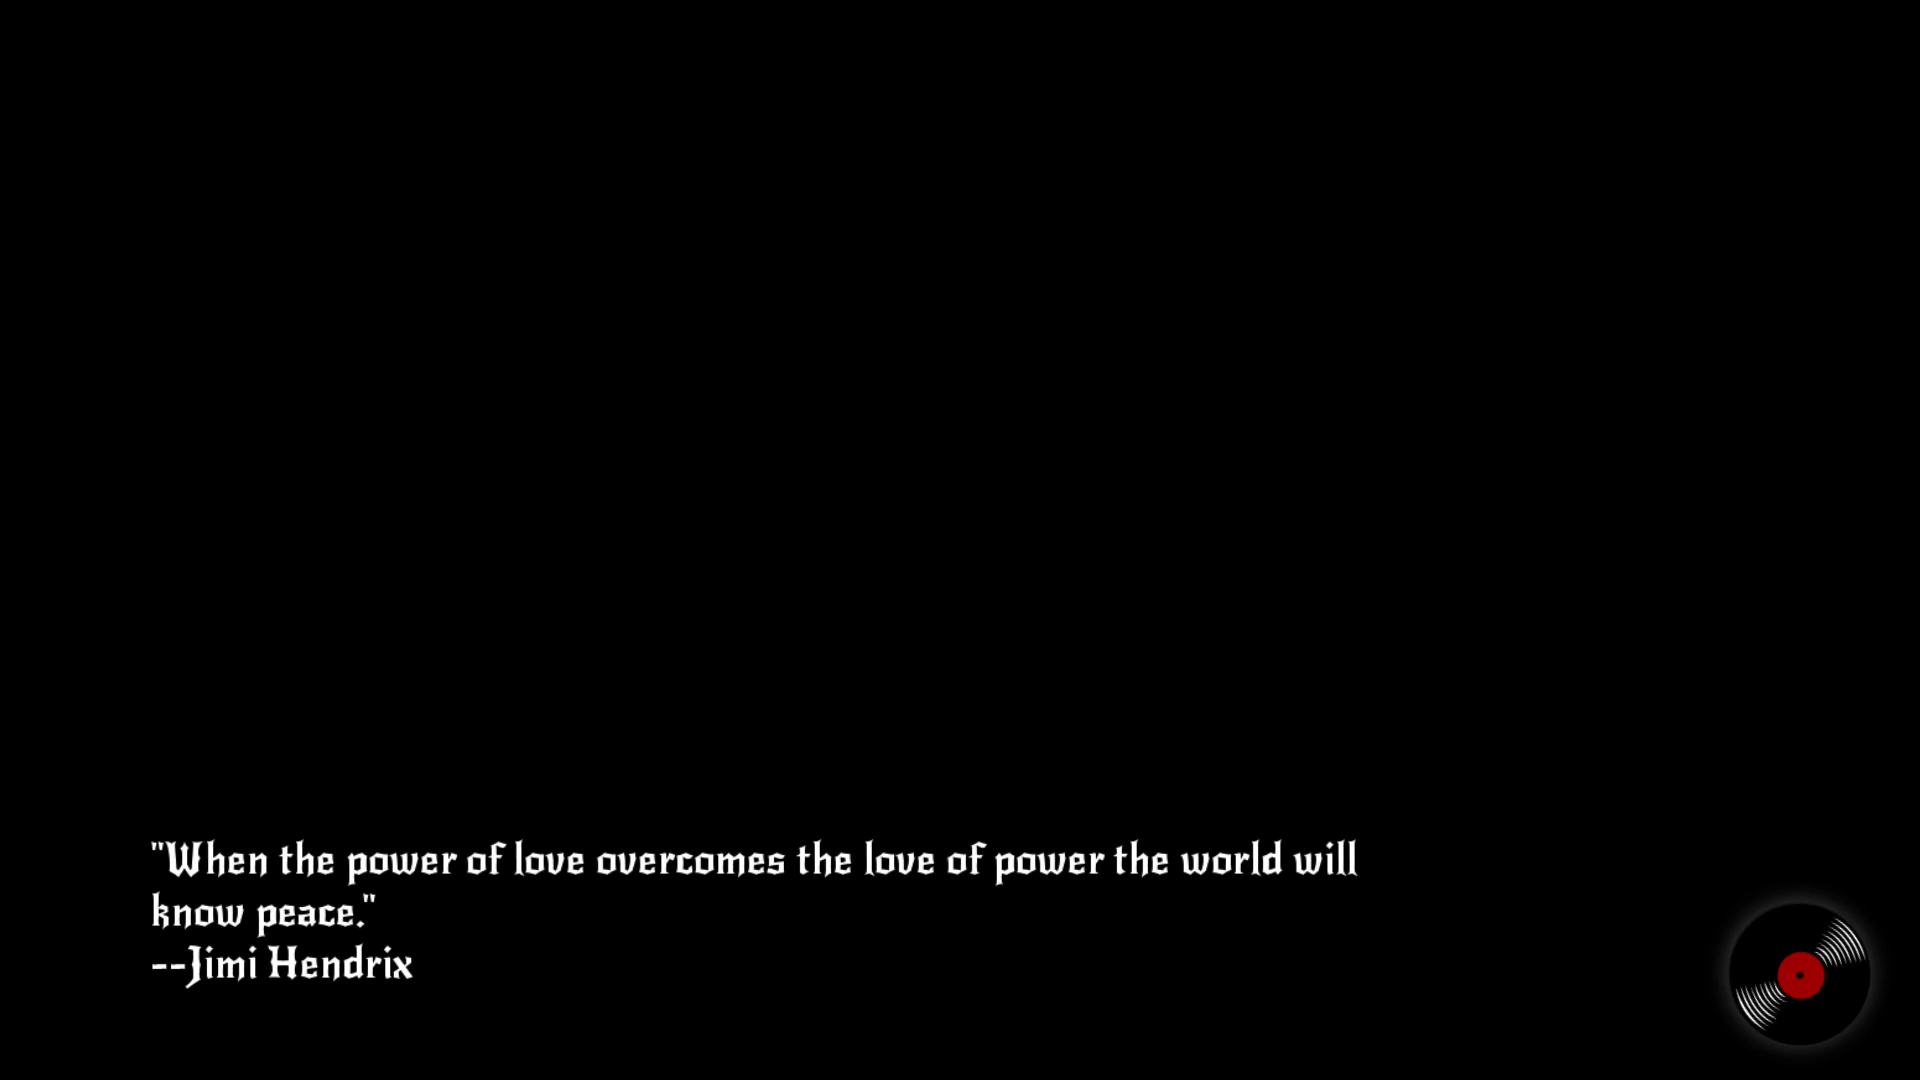 "When the power of love overcomes the love of power the world will
know peace."
--Jimi Hendrix